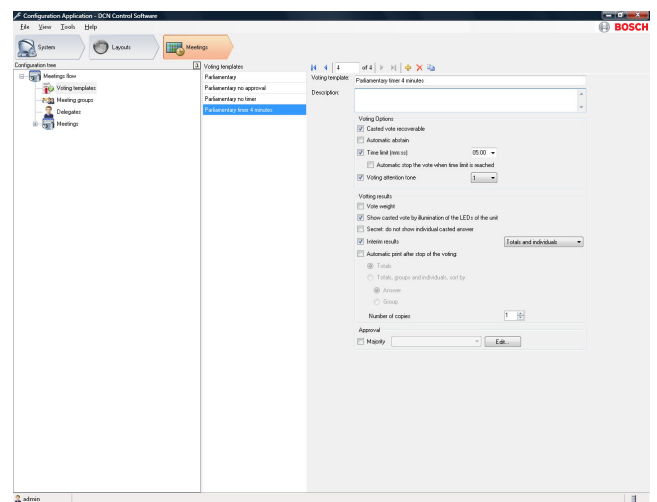 Configuration Application - DCN Control Software
File View Tools Help
BOSCH
System Layouts Meetings
Configuration tree
Meetings flow
Voting templates
Meeting groups
Delegates
Meetings
Voting templates
Parliamentary
Parliamentary no approval
Parliamentary no timer
Parliamentary timer 4 minutes
4 of 4
Voting template: Parliamentary timer 4 minutes
Description:
Voting Options
Casted vote recoverable
Automatic abstain
Time limit (mm:ss) 05:00
Automatic stop the vote when time limit is reached
Voting attention tone 1
Votting results
Vote weight
Show casted vote by illumination of the LEDs of the unit
Secret: do not show individual casted answer
Interim results Totals and individuals
Automatic print after stop of the voting:
Totals
Totals, groups and individuals, sort by
Answer
Group
Number of copies 1
Approval
Majority Edit...
admin